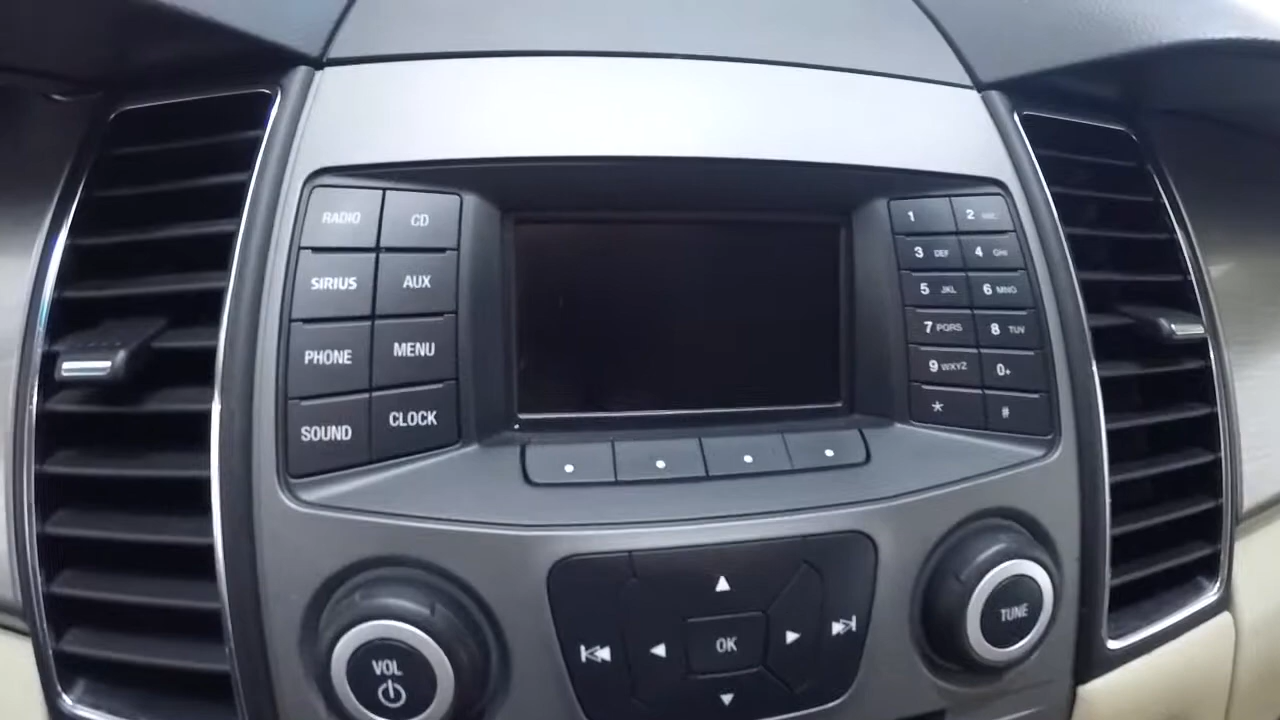 RADIO CD
SIRIUS AUX
PHONE MENU
SOUND CLOCK
1 2 ABC
3 DEF 4 GHI
5 JKL 6 MNO
7 PQRS 8 TUV
9 WXYZ 0+
* #
VOL
OK
TUNE